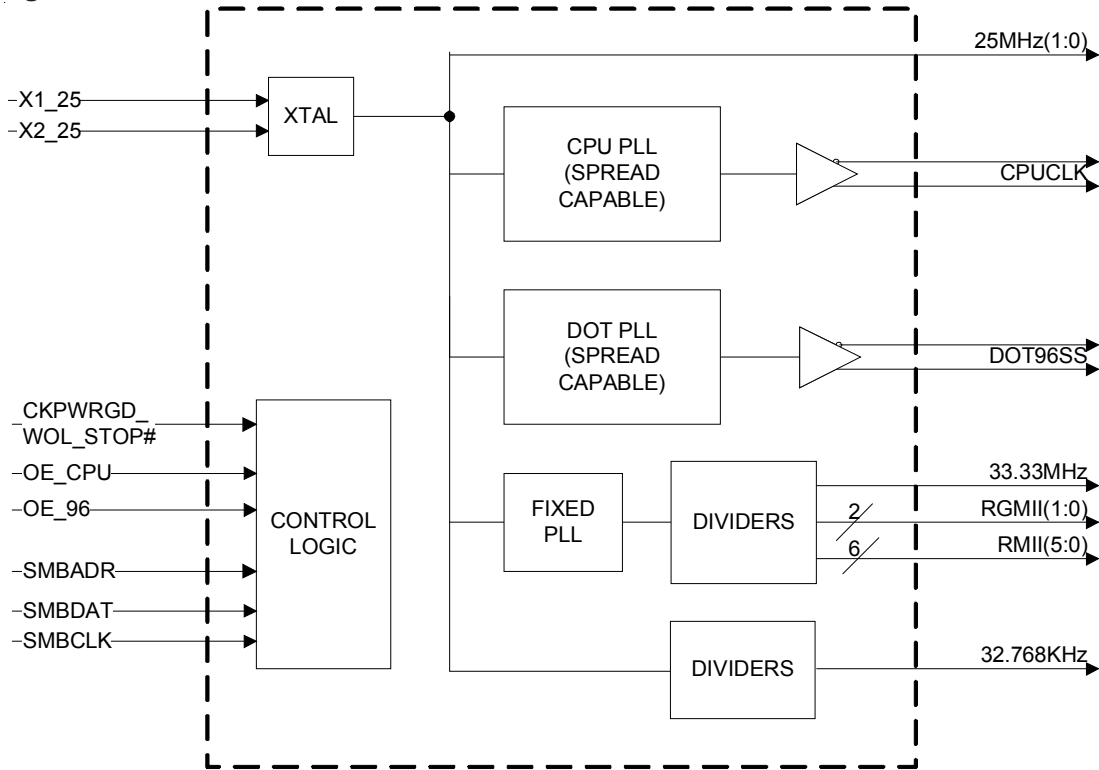 25MHz(1:0)
X1_25
X2_25
XTAL
CPU PLL
(SPREAD
CAPABLE)
CPUCLK
DOT PLL
(SPREAD
CAPABLE)
DOT96SS
CKPWRGD_
WOL_STOP#
OE_CPU
OE_96
SMBADR
SMBDAT
SMBCLK
CONTROL
LOGIC
FIXED
PLL
DIVIDERS
33.33MHz
2
RGMII(1:0)
6
RMII(5:0)
DIVIDERS
32.768KHz